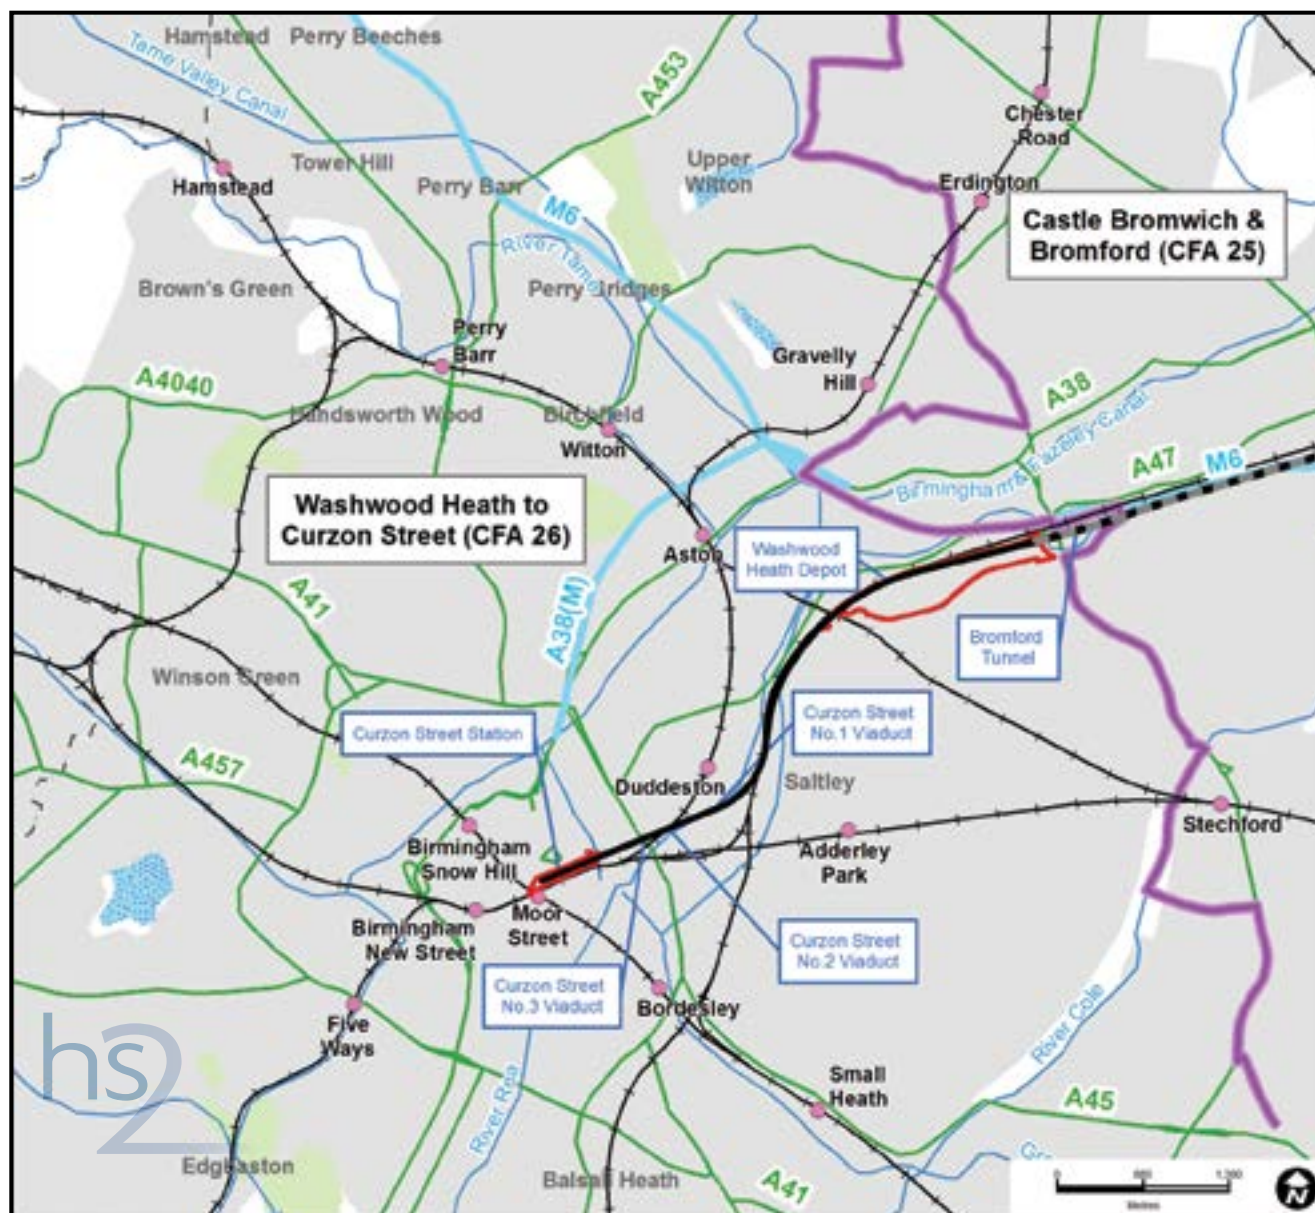 Hamstead
Perry Beeches
Tame Valley Canal
A453
Chester
Road
Tower Hill
Upper
Witton
Hamstead
Perry Barr
Erdington
M6
Castle Bromwich &
Bromford (CFA 25)
River Tame
Brown's Green
Perry Bridges
Perry
Barr
Gravelly
Hill
A4040
A38
Handsworth Wood
Birchfield
Witton
Birmingham & Fazeley Canal
A47
M6
Washwood Heath to
Curzon Street (CFA 26)
Aston
Washwood
Heath Depot
A41
A38(M)
Bromford
Tunnel
Winson Green
Curzon Street Station
Curzon Street
No.1 Viaduct
A457
Duddeston
Saltley
Stechford
Birmingham
Snow Hill
Adderley
Park
Moor
Street
Birmingham
New Street
Curzon Street
No.2 Viaduct
Curzon Street
No.3 Viaduct
Bordesley
River Cole
Five
Ways
hs2
River Rea
Small
Heath
A45
Edgbaston
Balsall Heath
A41
0
Metres
N